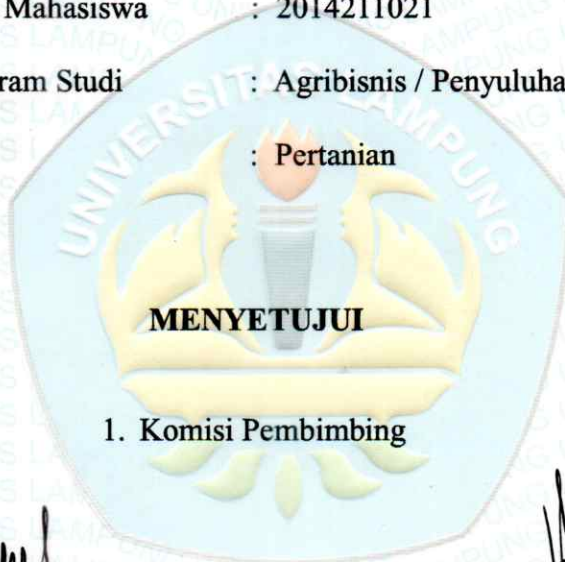 Mahasiswa : 2014211021
ram Studi : Agribisnis / Penyuluha
: Pertanian
UNIVERSITAS LAMPUNG
MENYETUJUI
1. Komisi Pembimbing